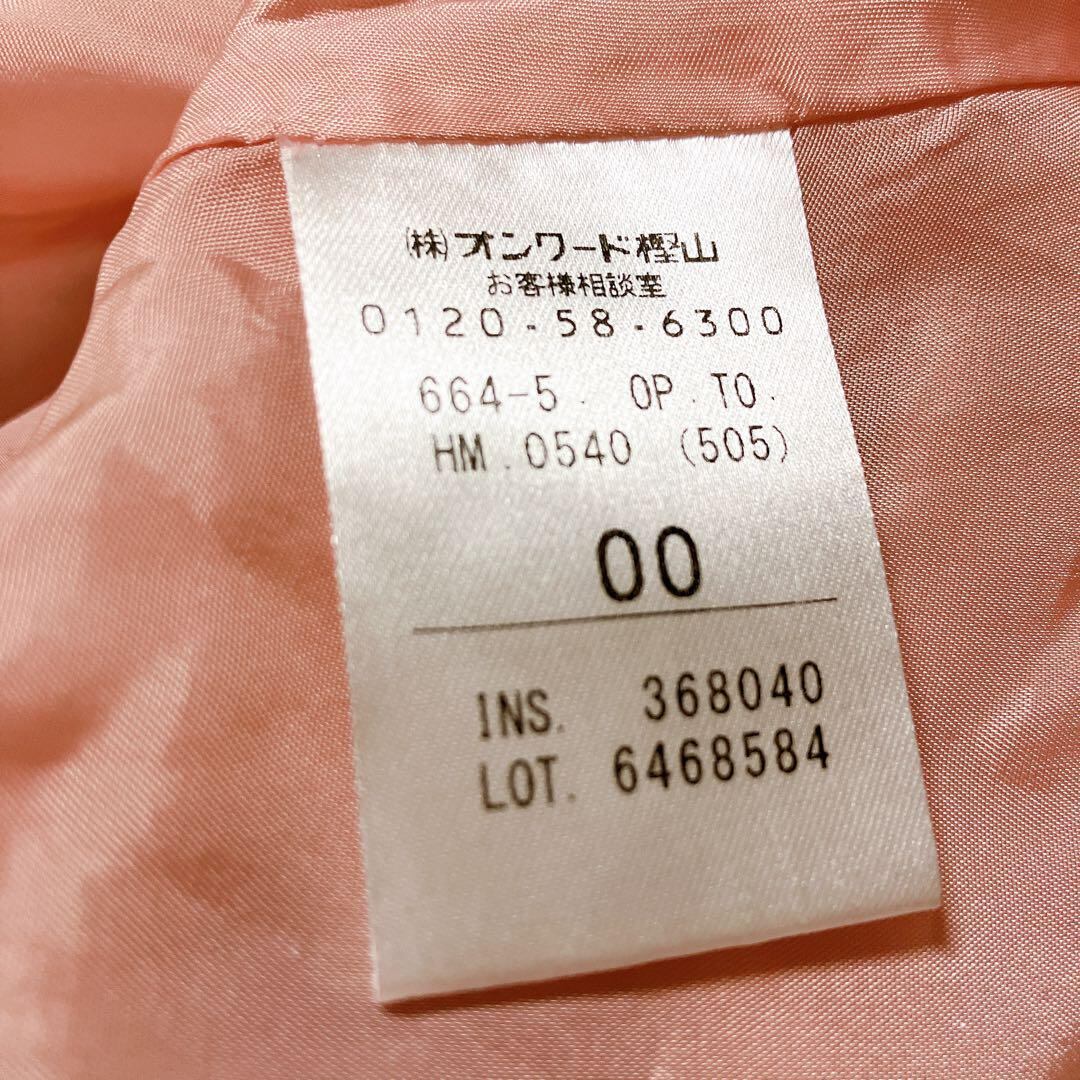 (株)オンワード樫山
お客様相談室
0120-58-6300
664-5. OP.TO.
HM.0540 (505)
00
INS. 368040
LOT. 6468584